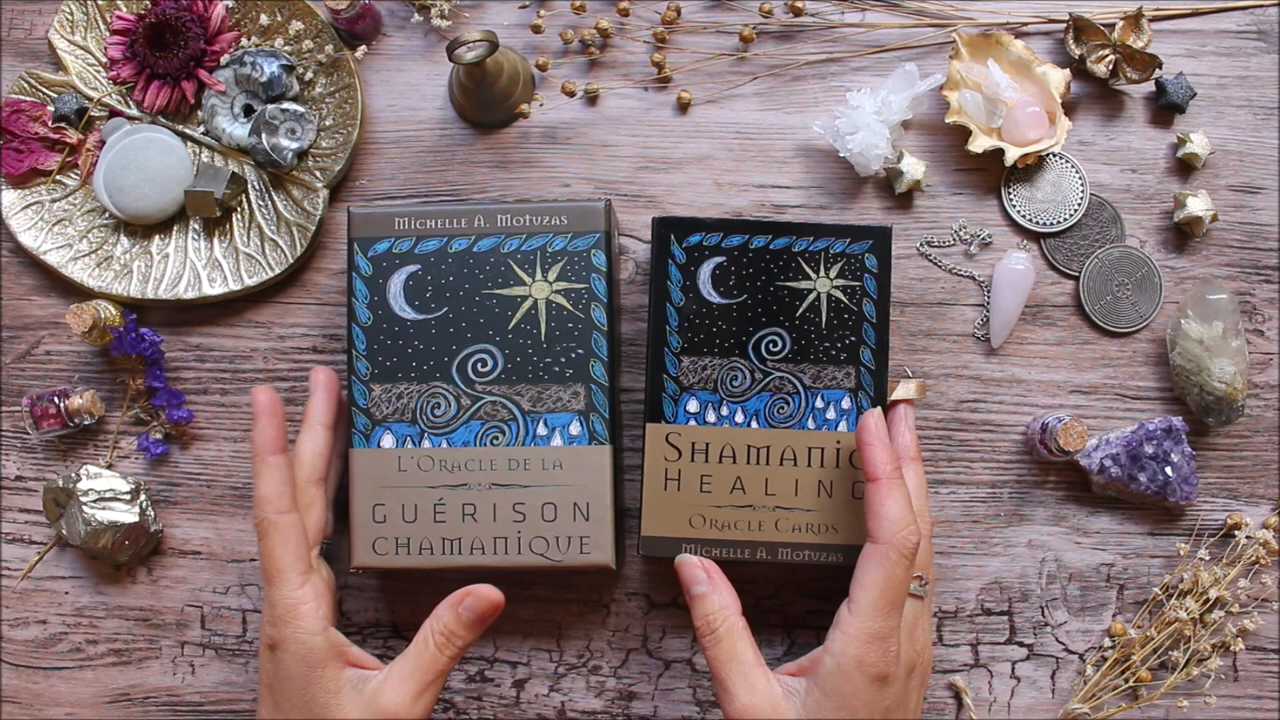 Michelle A. Motuzas
L'Oracle de la
Guérison
Chamanique
Shamanic
Healing
Oracle Cards
Michelle A. Motuzas